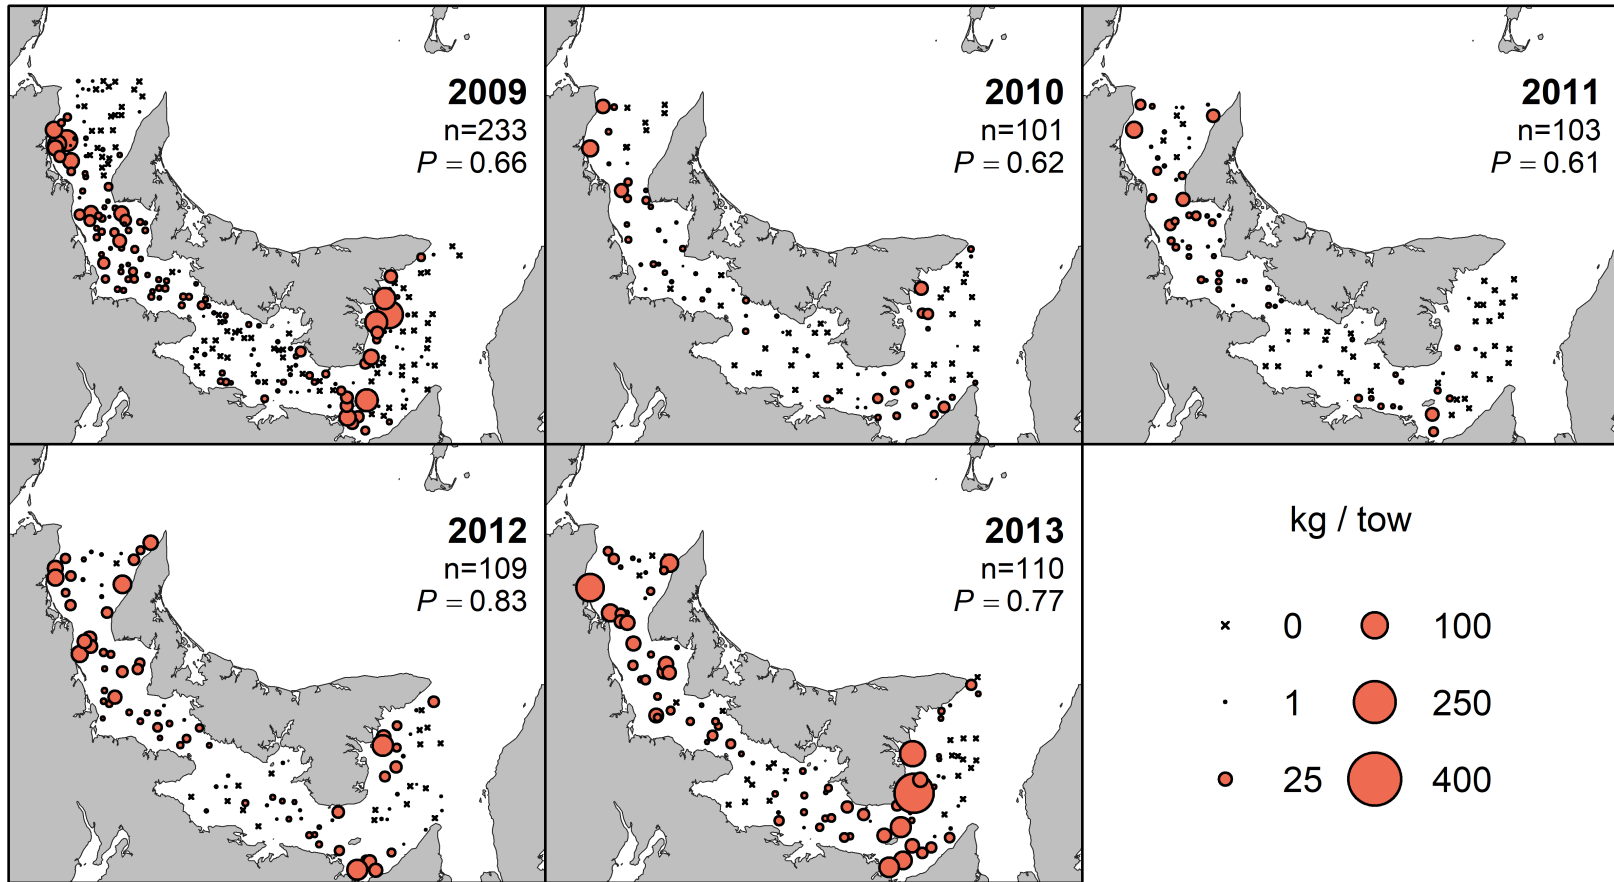 2009
n=233
P = 0.66
2010
n=101
P = 0.62
2011
n=103
P = 0.61
2012
n=109
P = 0.83
2013
n=110
P = 0.77
kg / tow
0 100
1 250
25 400